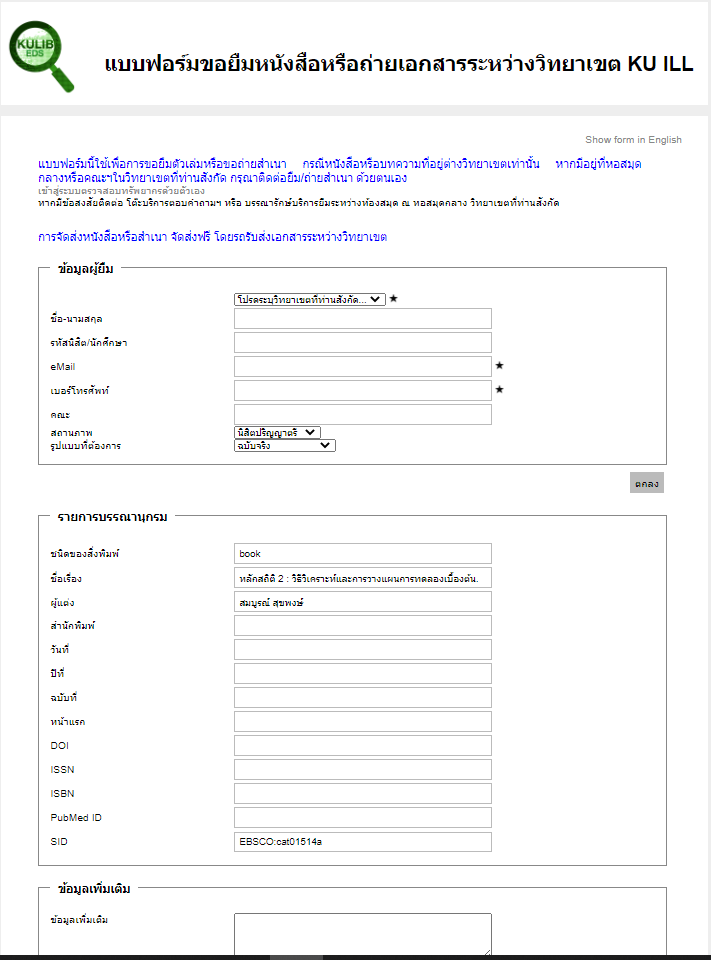 KULIB
EDS
แบบฟอร์มขอยืมหนังสือหรือถ่ายเอกสารระหว่างวิทยาเขต KU ILL
Show form in English
แบบฟอร์มนี้ใช้เพื่อการขอยืมตัวเล่มหรือขอถ่ายสำเนา กรณีหนังสือหรือบทความที่อยู่ต่างวิทยาเขตเท่านั้น หากมีอยู่ที่หอสมุด
กลางหรือคณะฯในวิทยาเขตที่ท่านสังกัด กรุณาติดต่อยืม/ถ่ายสำเนา ด้วยตนเอง
เข้าสู่ระบบตรวจสอบทรัพยากรด้วยตัวเอง
หากมีข้อสงสัยติดต่อ โต๊ะบริการตอบคำถามฯ หรือ บรรณารักษ์บริการยืมระหว่างห้องสมุด ณ หอสมุดกลาง วิทยาเขตที่ท่านสังกัด
การจัดส่งหนังสือหรือสำเนา จัดส่งฟรี โดยรถรับส่งเอกสารระหว่างวิทยาเขต
ข้อมูลผู้ยืม
โปรดระบุวิทยาเขตที่ท่านสังกัด... ★
ชื่อ-นามสกุล
รหัสนิสิต/นักศึกษา
eMail ★
เบอร์โทรศัพท์ ★
คณะ
สถานภาพ นิสิตปริญญาตรี
รูปแบบที่ต้องการ ฉบับจริง
ตกลง
รายการบรรณานุกรม
ชนิดของสิ่งพิมพ์ book
ชื่อเรื่อง หลักสถิติ 2 : วิธีวิเคราะห์และการวางแผนการทดลองเบื้องต้น.
ผู้แต่ง สมบูรณ์ สุขพงษ์
สำนักพิมพ์
วันที่
ปีที่
ฉบับที่
หน้าแรก
DOI
ISSN
ISBN
PubMed ID
SID EBSCO:cat01514a
ข้อมูลเพิ่มเติม
ข้อมูลเพิ่มเติม